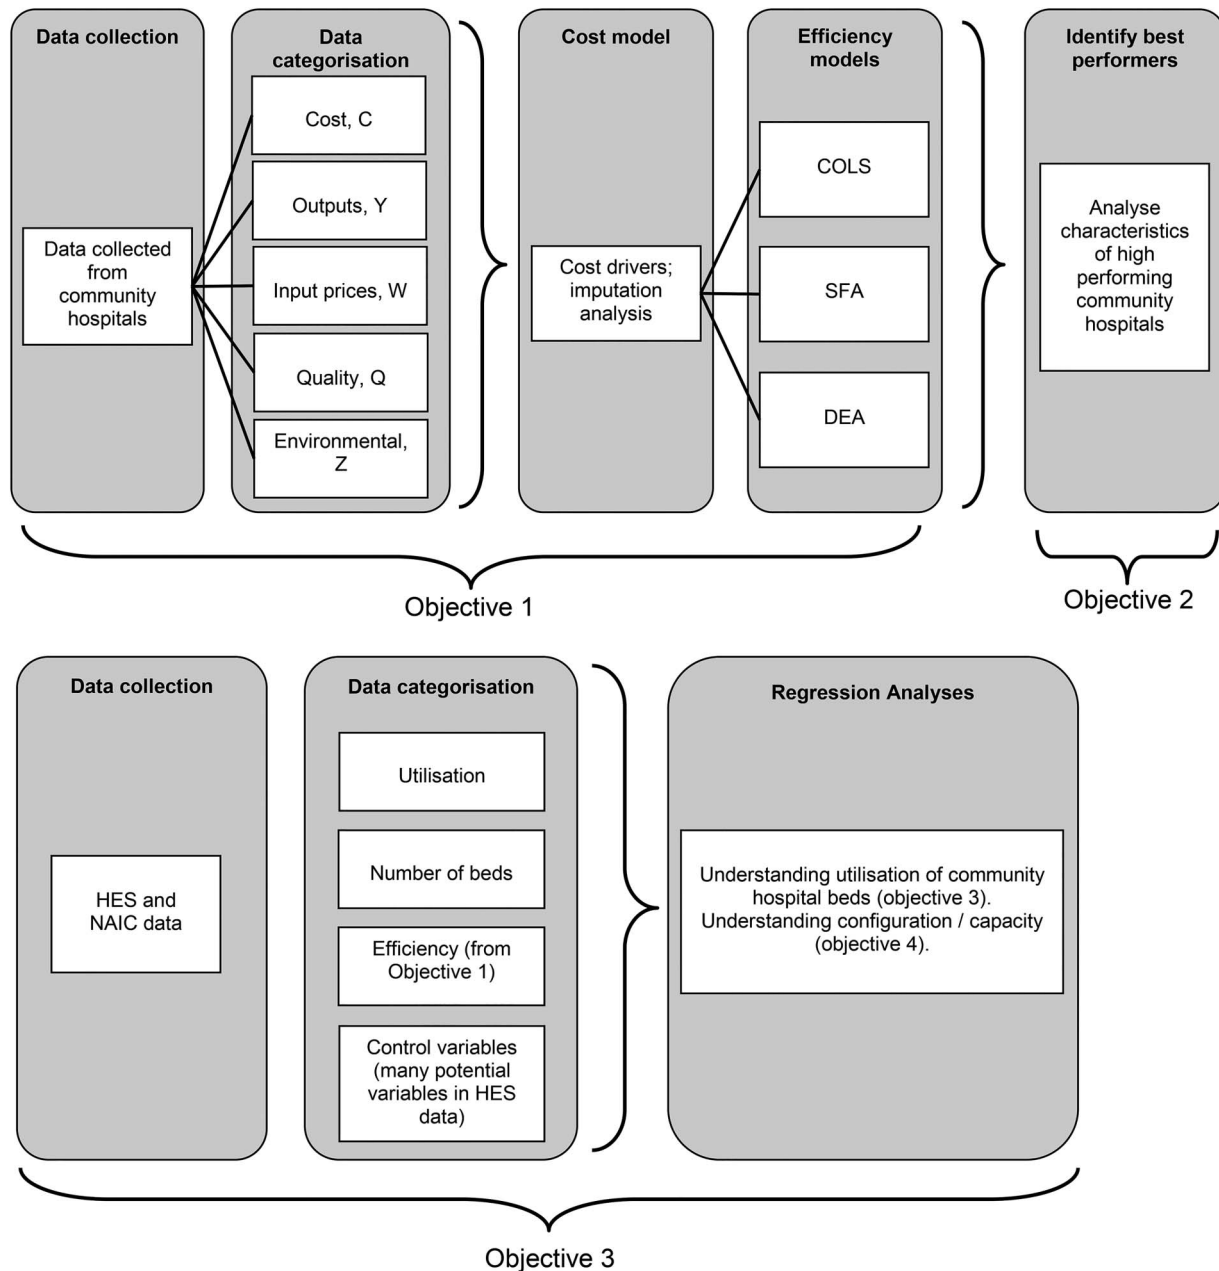 Data collection
Data collected
from
community
hospitals
Data
categorisation
Cost, C
Outputs, Y
Input prices, W
Quality, Q
Environmental,
Z
Cost model
Cost drivers;
imputation
analysis
Efficiency
models
COLS
SFA
DEA
Identify best
performers
Analyse
characteristics
of high
performing
community
hospitals
Objective 1
Objective 2
Data collection
HES and
NAIC data
Data categorisation
Utilisation
Number of beds
Efficiency (from
Objective 1)
Control variables
(many potential
variables in HES
data)
Regression Analyses
Understanding utilisation of community
hospital beds (objective 3).
Understanding configuration / capacity
(objective 4).
Objective 3